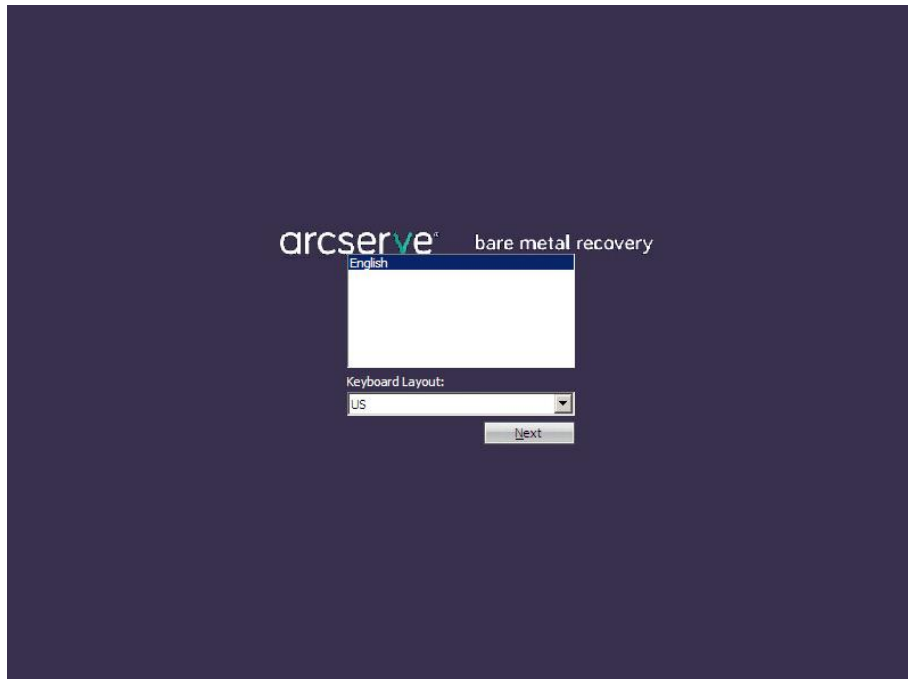 arcserve® bare metal recovery
English
Keyboard Layout:
US
Next